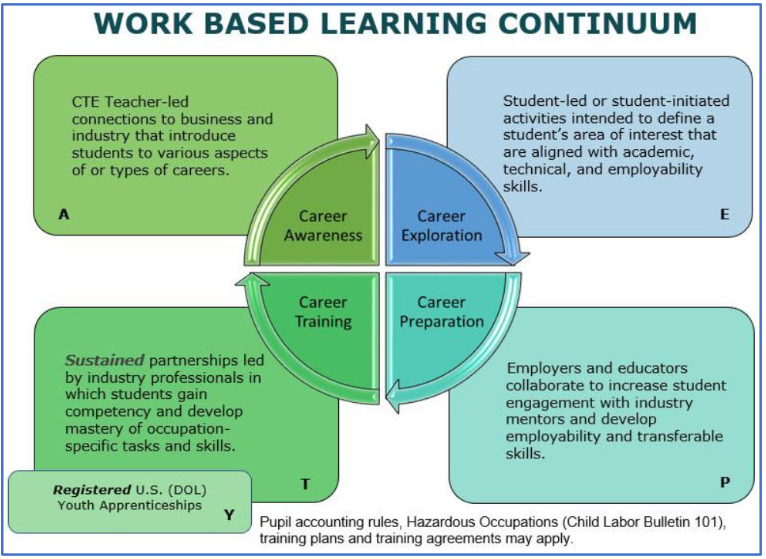 WORK BASED LEARNING CONTINUUM
CTE Teacher-led
connections to business and
industry that introduce
students to various aspects
of or types of careers.
A
Student-led or student-initiated
activities intended to define a
student's area of interest that
are aligned with academic,
technical, and employability
skills.
E
Career
Awareness
Career
Exploration
Career
Training
Career
Preparation
Sustained partnerships led
by industry professionals in
which students gain
competency and develop
mastery of occupation-
specific tasks and skills.
T
Employers and educators
collaborate to increase student
engagement with industry
mentors and develop
employability and transferable
skills.
P
Registered U.S. (DOL)
Youth Apprenticeships
Y
Pupil accounting rules, Hazardous Occupations (Child Labor Bulletin 101),
training plans and training agreements may apply.